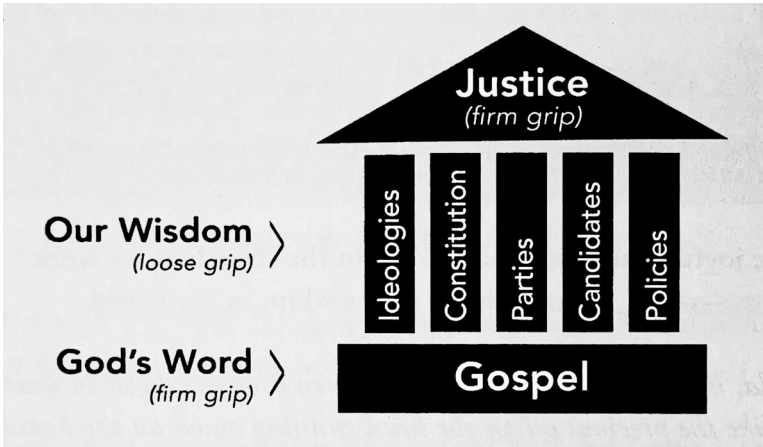 Justice
(firm grip)
Our Wisdom
(loose grip)
Ideologies
Constitution
Parties
Candidates
Policies
God's Word
(firm grip)
Gospel